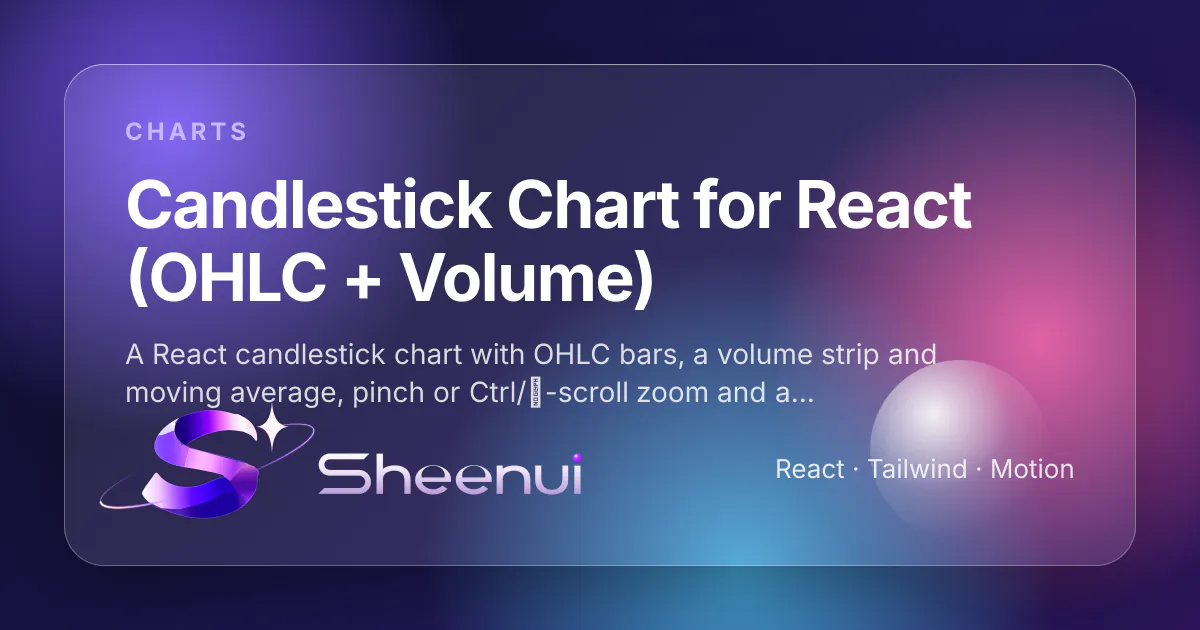 CHARTS
Candlestick Chart for React
(OHLC + Volume)
A React candlestick chart with OHLC bars, a volume strip and
moving average, pinch or Ctrl/-scroll zoom and a...
Sheenui
React · Tailwind · Motion